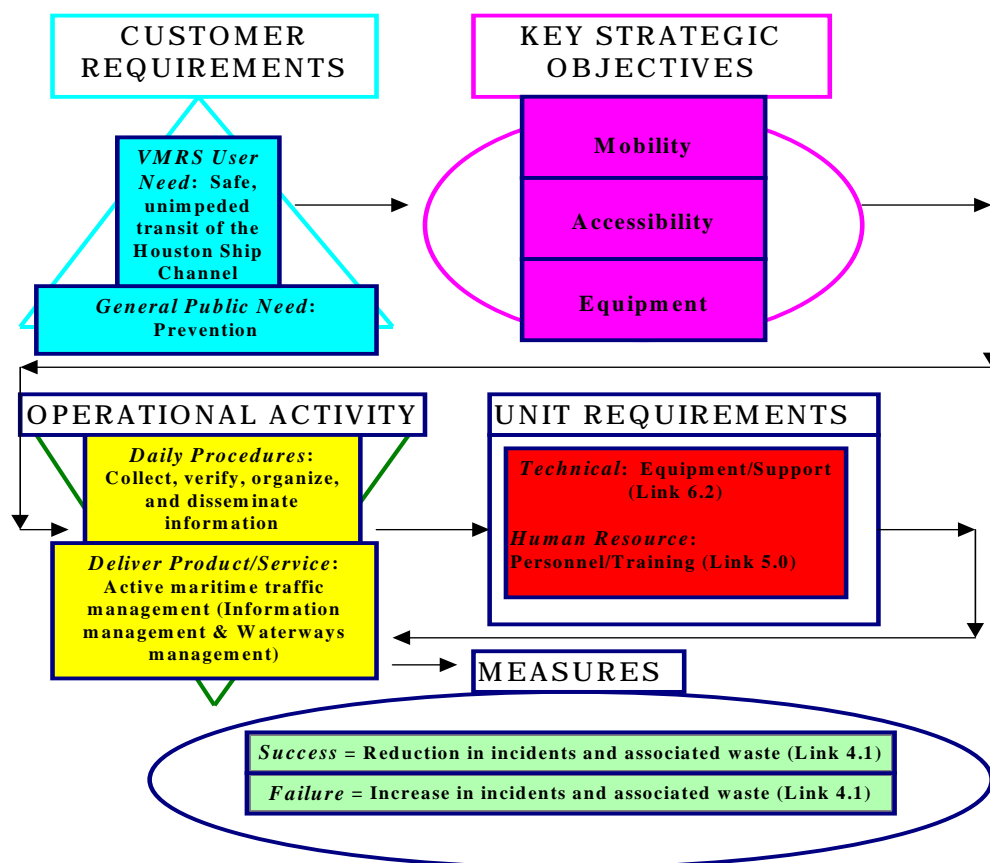 CUSTOMER
REQUIREMENTS
VMRS User
Need: Safe,
unimpeded
transit of the
Houston Ship
Channel
General Public Need:
Prevention
KEY STRATEGIC
OBJECTIVES
Mobility
Accessibility
Equipment
OPERATIONAL ACTIVITY
Daily Procedures:
Collect, verify, organize,
and disseminate
information
Deliver Product/Service:
Active maritime traffic
management (Information
management & Waterways
management)
UNIT REQUIREMENTS
Technical: Equipment/Support
(Link 6.2)
Human Resource:
Personnel/Training (Link 5.0)
MEASURES
Success = Reduction in incidents and associated waste (Link 4.1)
Failure = Increase in incidents and associated waste (Link 4.1)